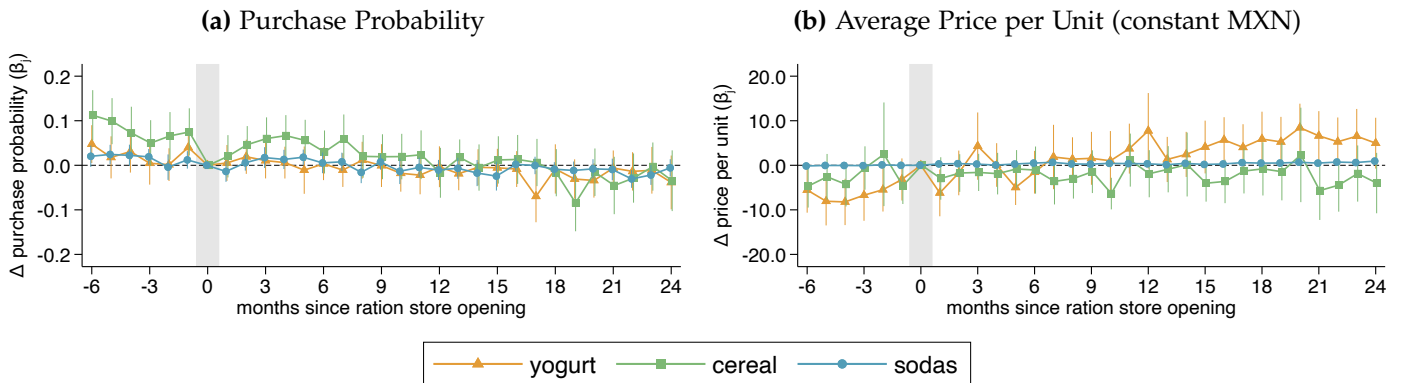 (a) Purchase Probability
Δ purchase probability (βj)
0.2
0.1
0.0
-0.1
-0.2
-6 -3 0 3 6 9 12 15 18 21 24
months since ration store opening
(b) Average Price per Unit (constant MXN)
Δ price per unit (βj)
20.0
10.0
0.0
-10.0
-20.0
-6 -3 0 3 6 9 12 15 18 21 24
months since ration store opening
yogurt cereal sodas